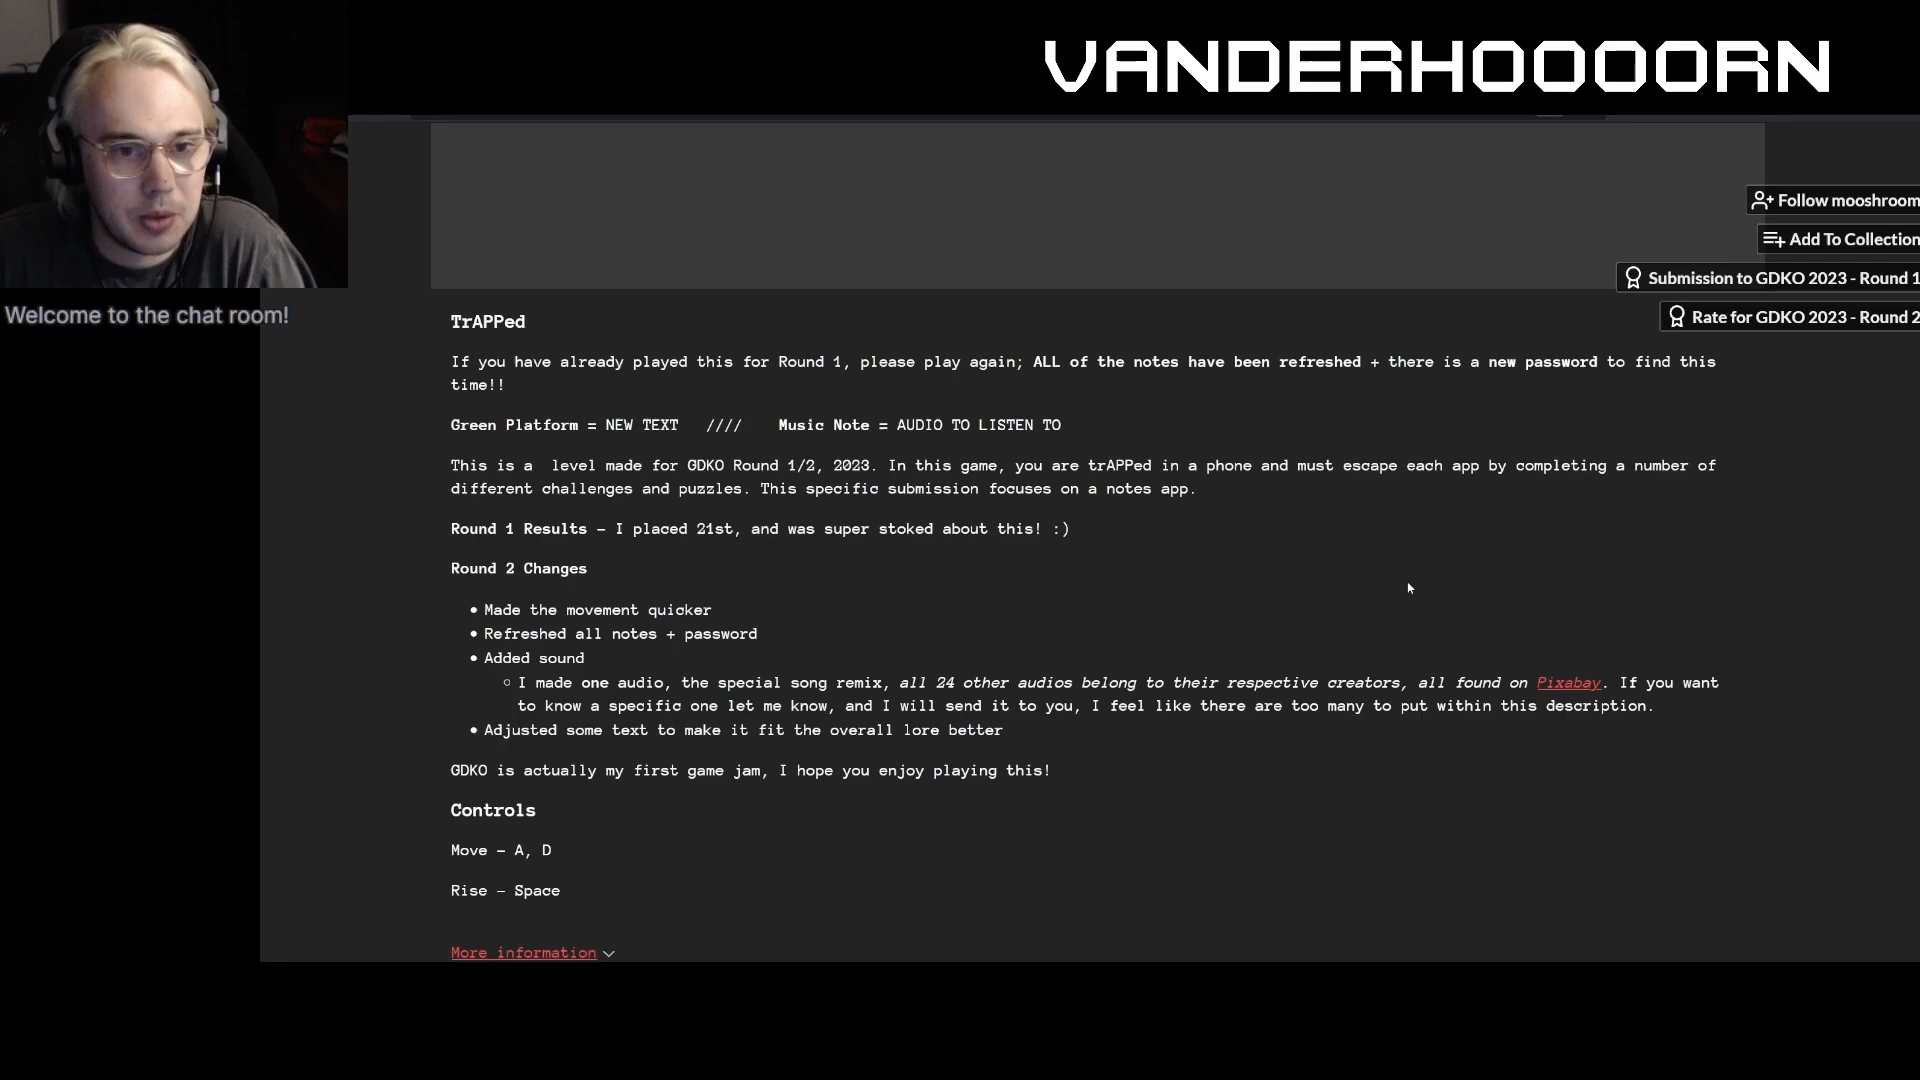 VANDERHOOOORN
Follow mooshroom
Add To Collection
Submission to GDKO 2023 - Round 1
Rate for GDKO 2023 - Round 2
Welcome to the chat room!
TrAPPed
If you have already played this for Round 1, please play again; ALL of the notes have been refreshed + there is a new password to find this
time!!
Green Platform = NEW TEXT //// Music Note = AUDIO TO LISTEN TO
This is a level made for GDKO Round 1/2, 2023. In this game, you are trAPPed in a phone and must escape each app by completing a number of
different challenges and puzzles. This specific submission focuses on a notes app.
Round 1 Results - I placed 21st, and was super stoked about this! :)
Round 2 Changes
• Made the movement quicker
• Refreshed all notes + password
• Added sound
○ I made one audio, the special song remix, all 24 other audios belong to their respective creators, all found on Pixabay. If you want
to know a specific one let me know, and I will send it to you, I feel like there are too many to put within this description.
• Adjusted some text to make it fit the overall lore better
GDKO is actually my first game jam, I hope you enjoy playing this!
Controls
Move - A, D
Rise - Space
More information